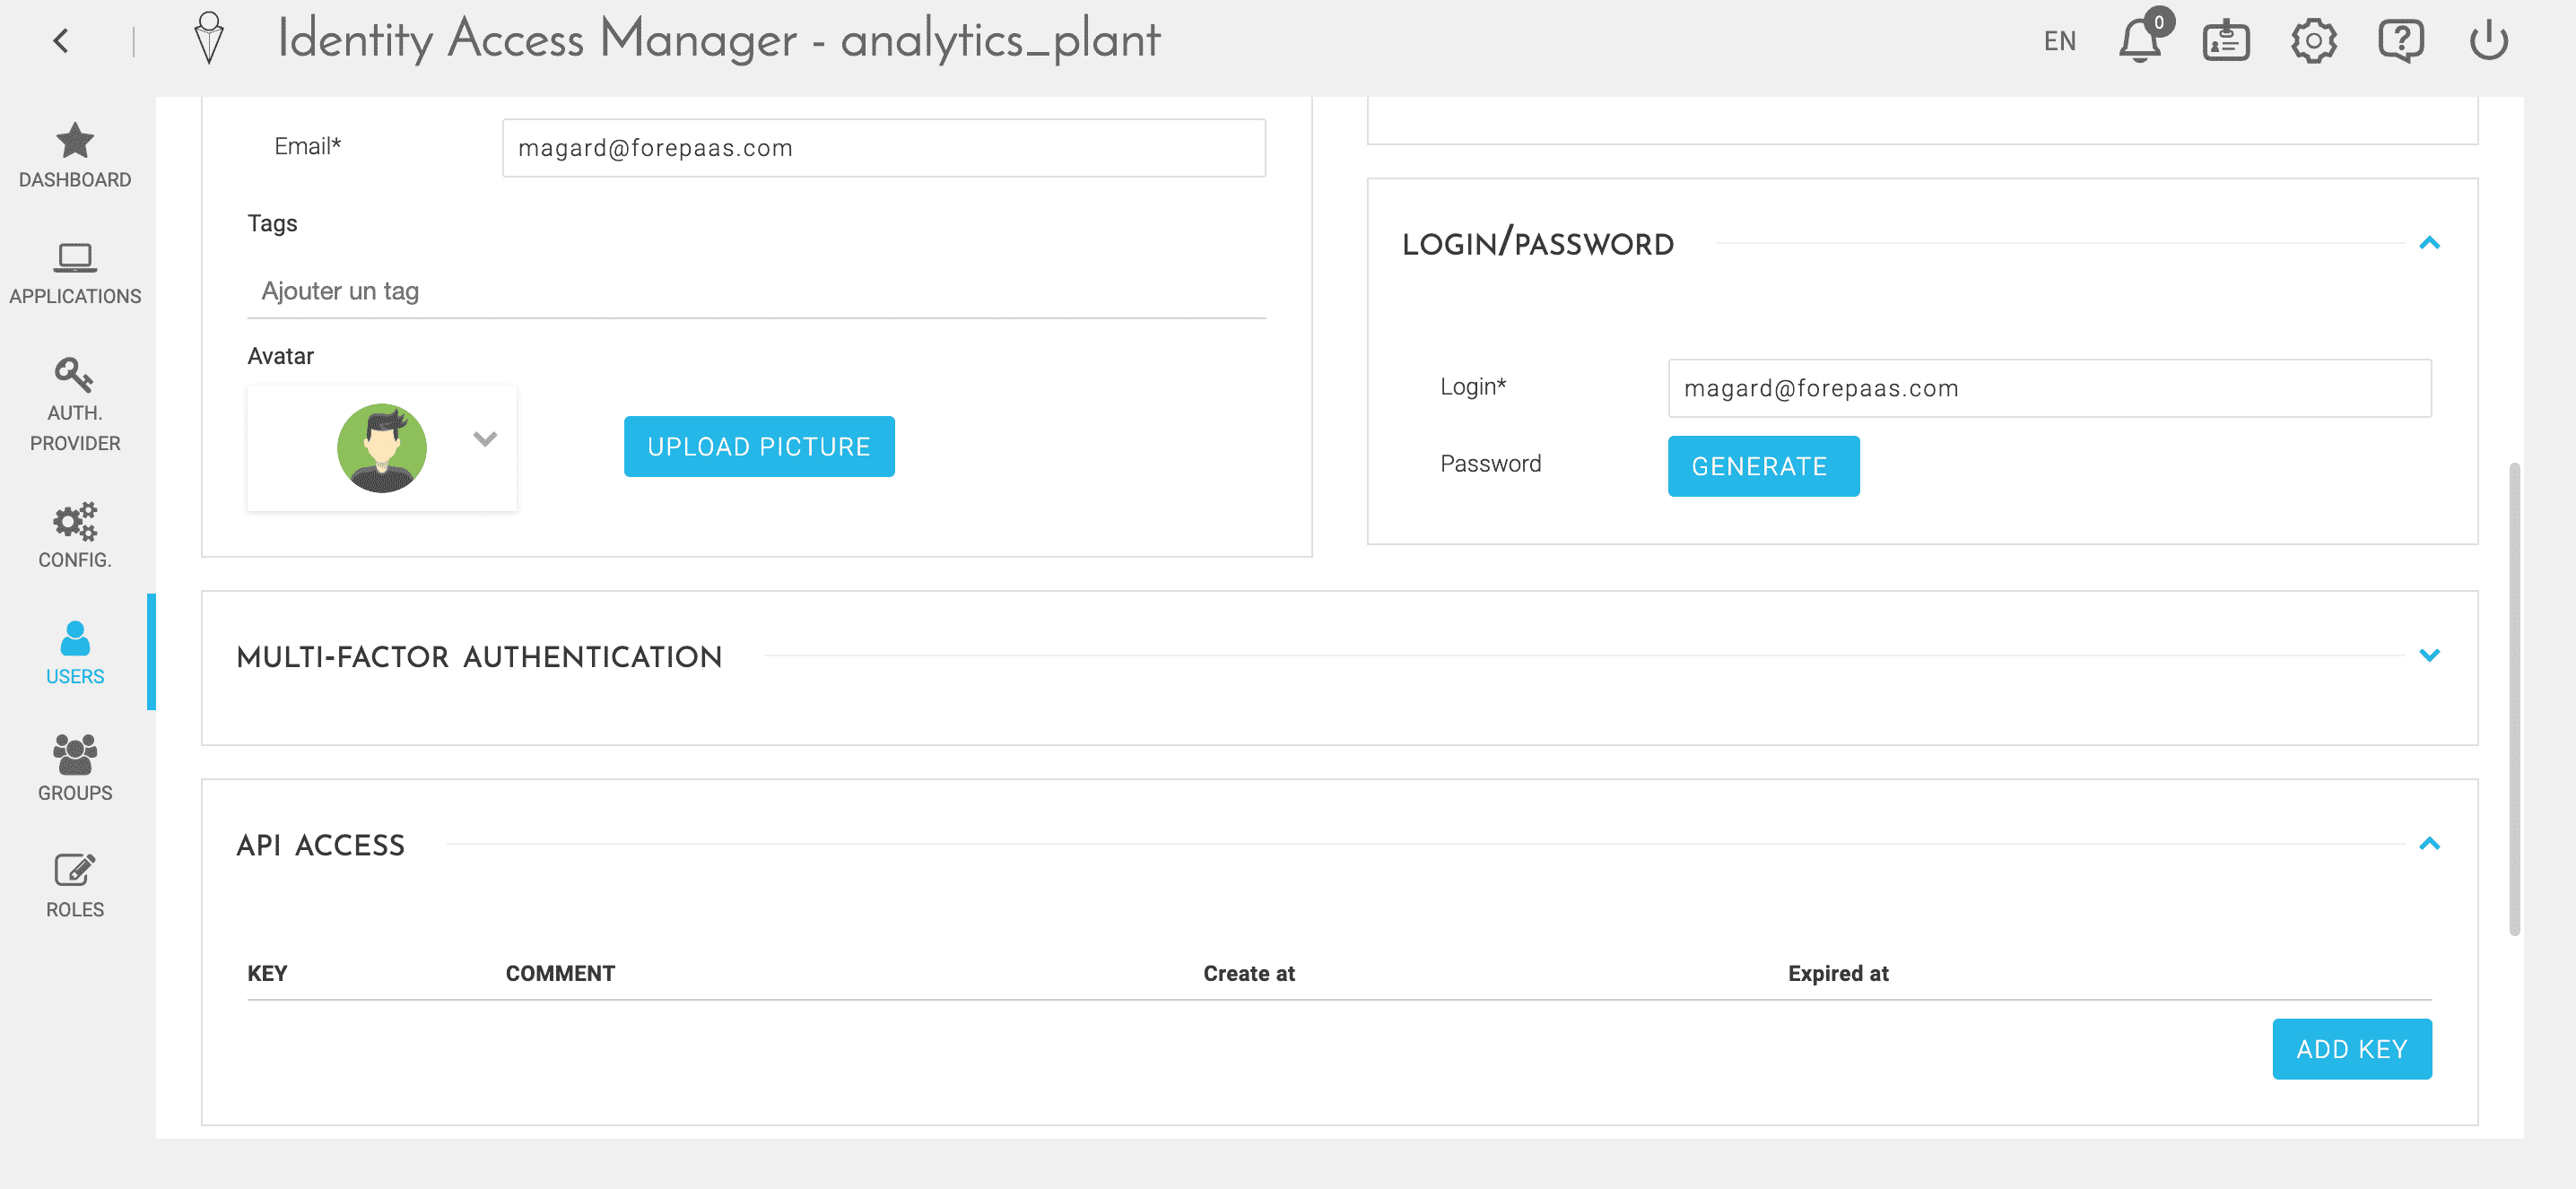 Identity Access Manager - analytics_plant
EN
0
DASHBOARD
APPLICATIONS
AUTH.
PROVIDER
CONFIG.
USERS
GROUPS
ROLES
Email*
magard@forepaas.com
Tags
Ajouter un tag
Avatar
UPLOAD PICTURE
LOGIN/PASSWORD
Login*
magard@forepaas.com
Password
GENERATE
MULTI-FACTOR AUTHENTICATION
API ACCESS
KEY COMMENT Create at Expired at
ADD KEY